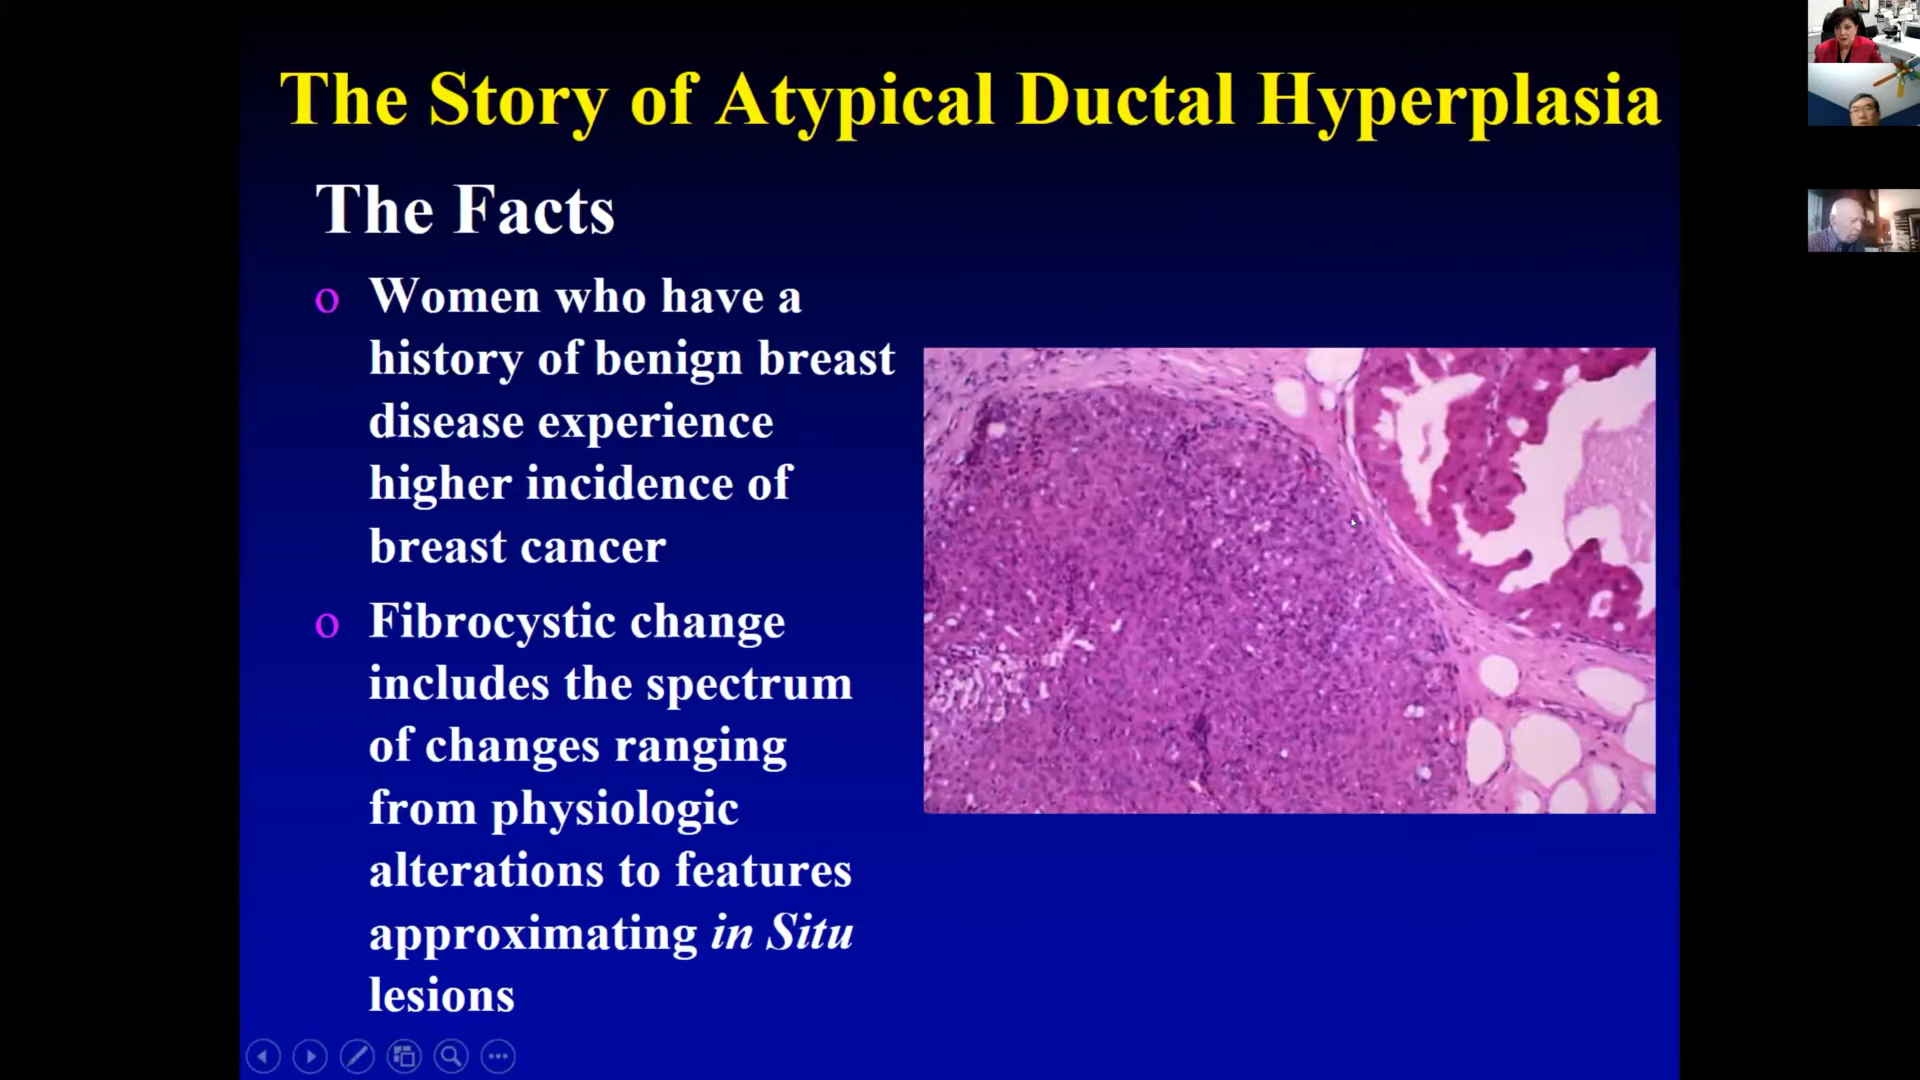 The Story of Atypical Ductal Hyperplasia
The Facts
o Women who have a
history of benign breast
disease experience
higher incidence of
breast cancer
o Fibrocystic change
includes the spectrum
of changes ranging
from physiologic
alterations to features
approximating in Situ
lesions